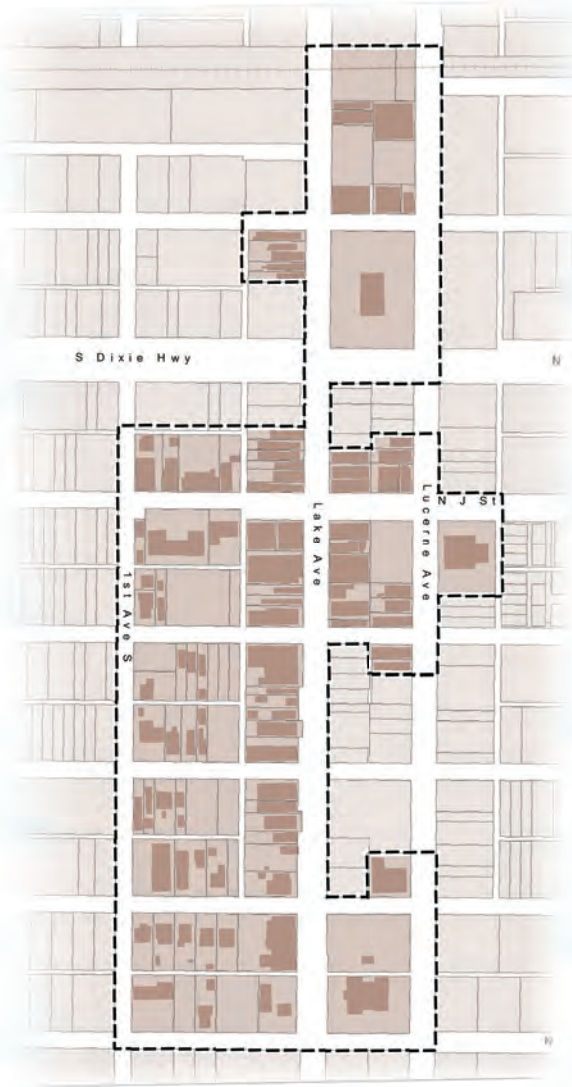 S Dixie Hwy
N
Lake Ave
Lucerne Ave
N J St
1st Ave S
N